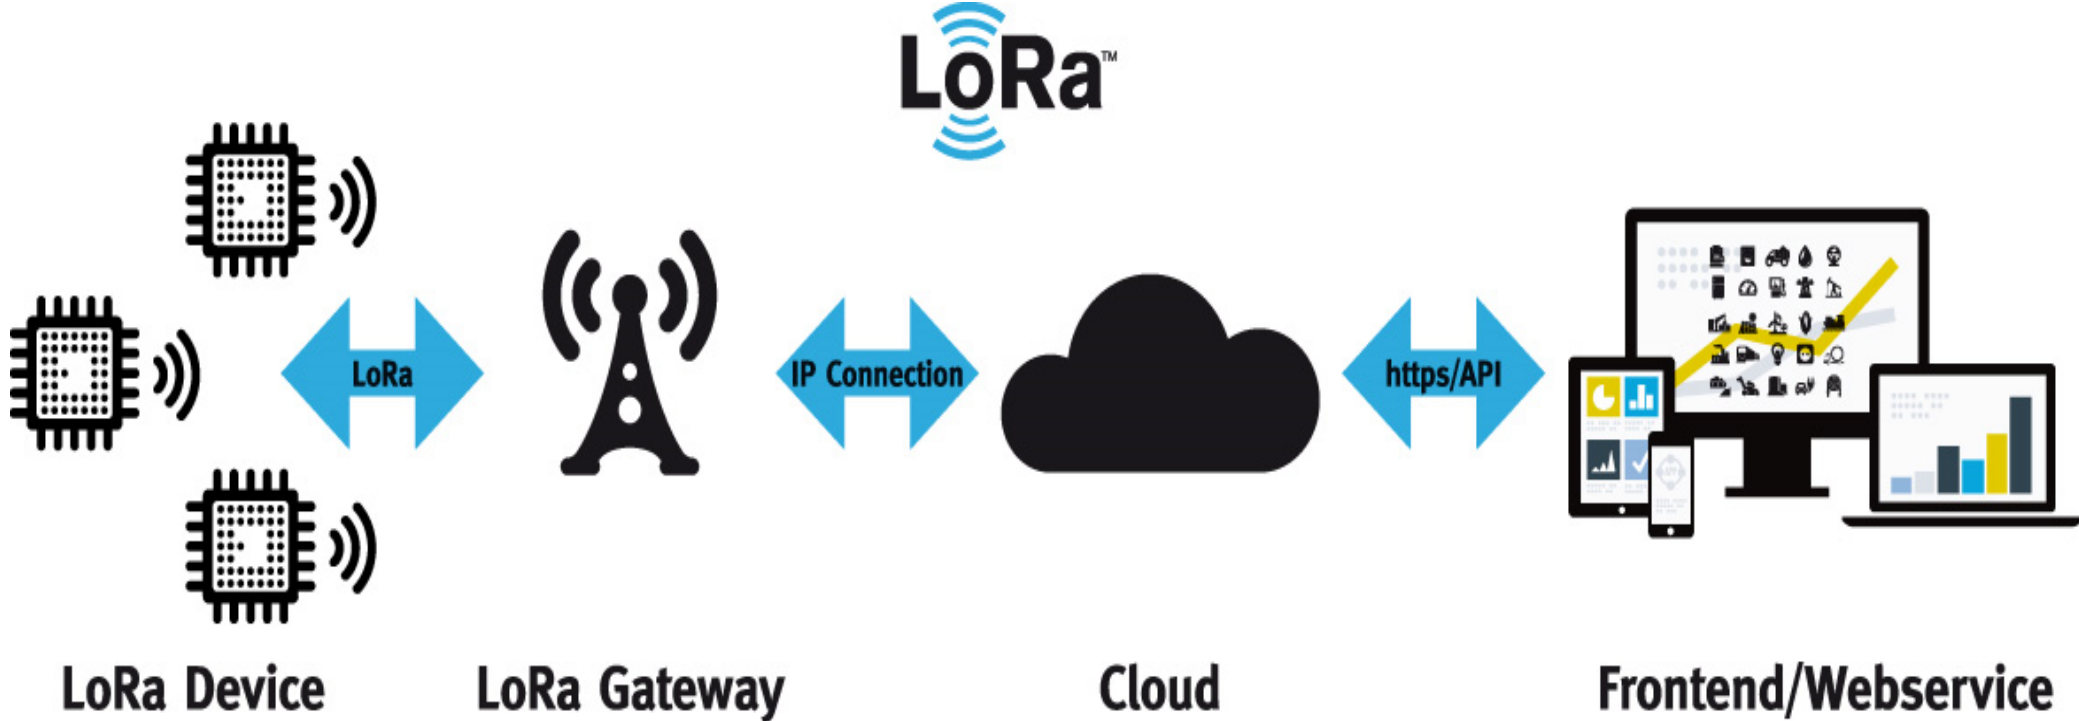 LoRa™
LoRa
IP Connection
https/API
LoRa Device
LoRa Gateway
Cloud
Frontend/Webservice